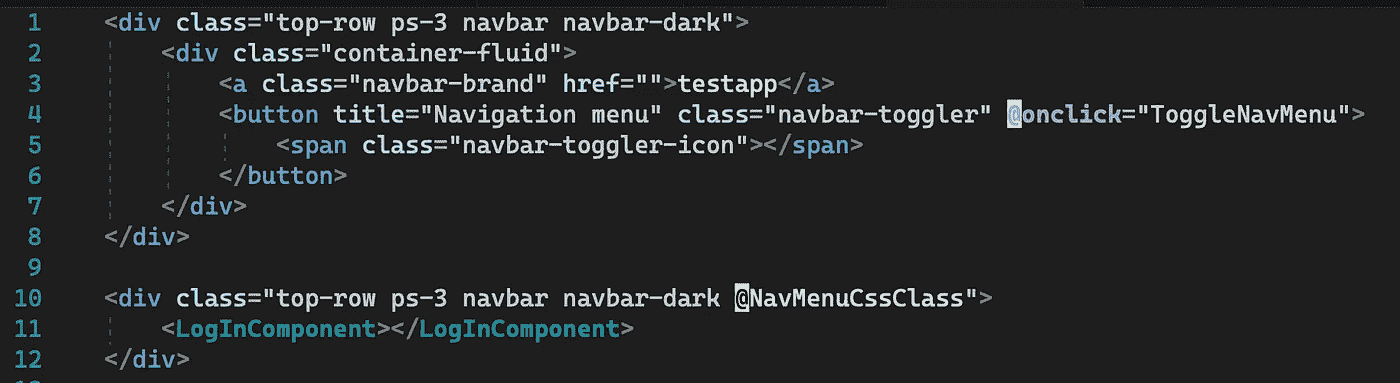 1 <div class="top-row ps-3 navbar navbar-dark">
2 <div class="container-fluid">
3 <a class="navbar-brand" href="">testapp</a>
4 <button title="Navigation menu" class="navbar-toggler" @onclick="ToggleNavMenu">
5 <span class="navbar-toggler-icon"></span>
6 </button>
7 </div>
8 </div>
9
10 <div class="top-row ps-3 navbar navbar-dark @NavMenuCssClass">
11 <LogInComponent></LogInComponent>
12 </div>